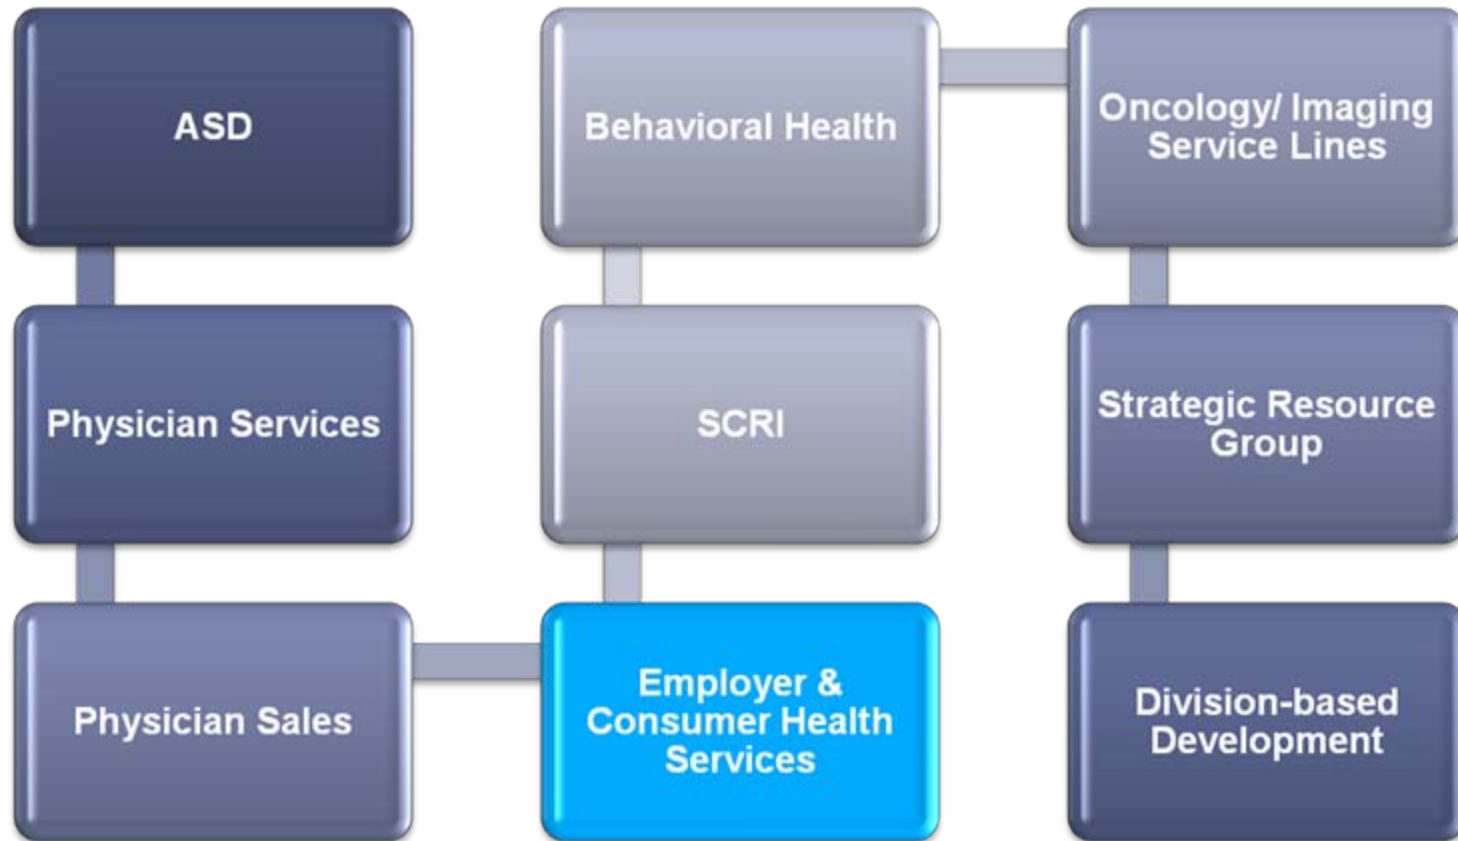 ASD
Physician Services
Physician Sales
Employer &
Consumer Health
Services
SCRI
Behavioral Health
Oncology/ Imaging
Service Lines
Strategic Resource
Group
Division-based
Development